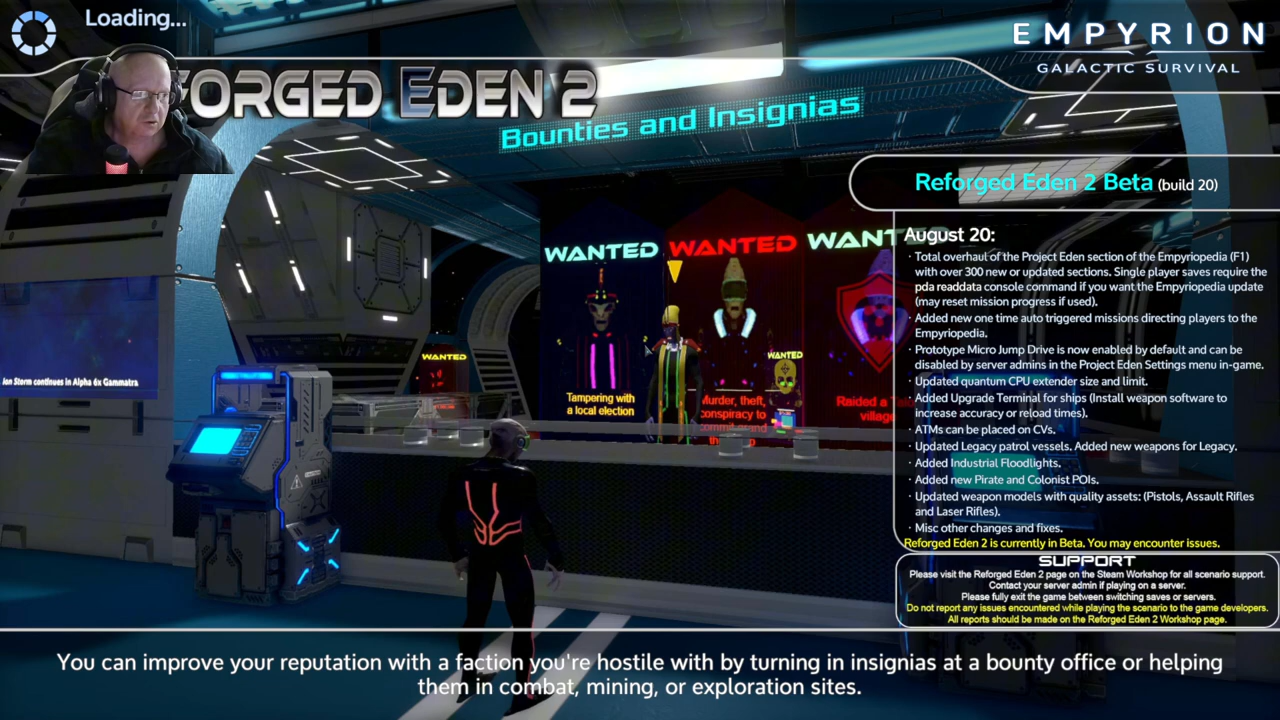 Loading...
EMPYRION
GALACTIC SURVIVAL
FORGED EDEN 2
Bounties and Insignias
Reforged Eden 2 Beta (build 20)
August 20:
· Total overhaul of the Project Eden section of the Empyriopedia (F1)
with over 300 new or updated sections. Single player saves require the
pda readdata console command if you want the Empyriopedia update
(may reset mission progress if used).
· Added new one time auto triggered missions directing players to the
Empyriopedia.
· Prototype Micro Jump Drive is now enabled by default and can be
disabled by server admins in the Project Eden Settings menu in-game.
· Updated quantum CPU extender size and limit.
· Added Upgrade Terminal for ships (Install weapon software to
increase accuracy or reload times).
· ATMs can be placed on CVs.
· Updated Legacy patrol vessels. Added new weapons for Legacy.
· Added Industrial Floodlights.
· Added new Pirate and Colonist POIs.
· Updated weapon models with quality assets: (Pistols, Assault Rifles
and Laser Rifles).
· Misc other changes and fixes.
Reforged Eden 2 is currently in Beta. You may encounter issues.
SUPPORT
Please visit the Reforged Eden 2 page on the Steam Workshop for all scenario support.
Contact your server admin if playing on a server.
Please fully exit the game between switching saves or servers.
Do not report any issues encountered while playing the scenario to the game developers.
All reports should be made on the Reforged Eden 2 Workshop page.
WANTED
WANTED
WANT
WANTED
WANTED
Tampering with
a local election
Murder, theft,
conspiracy to
Raided a
village
Ion Storm continues in Alpha 6x Gammatra
You can improve your reputation with a faction you're hostile with by turning in insignias at a bounty office or helping
them in combat, mining, or exploration sites.